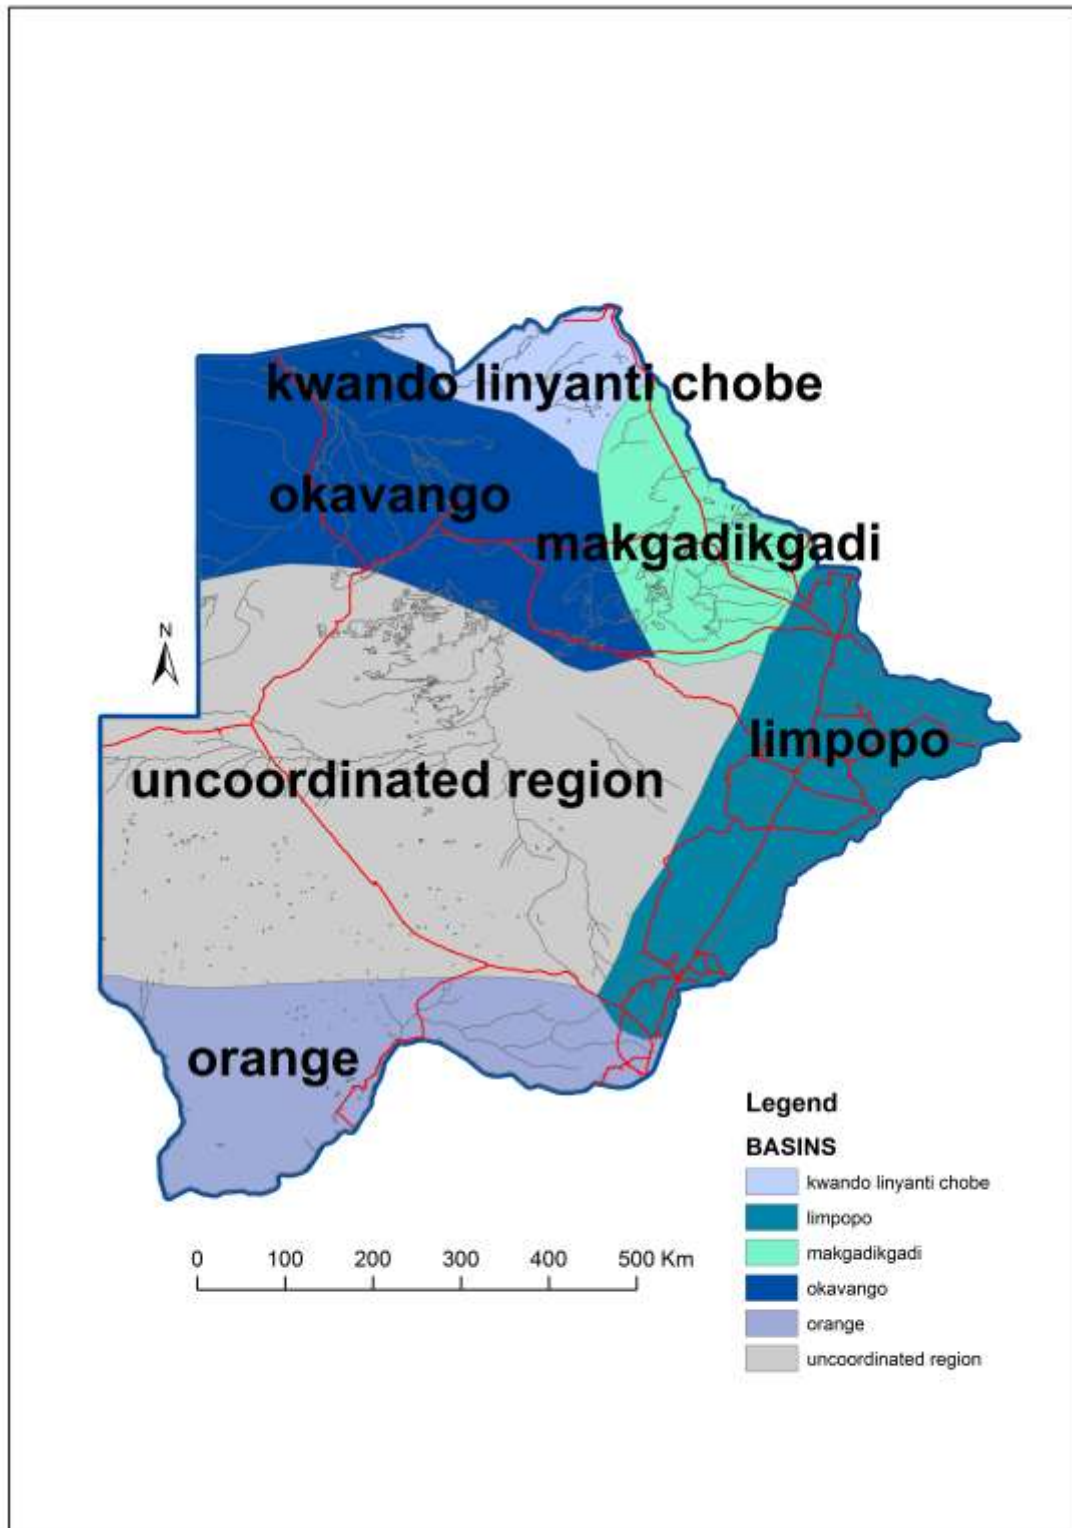 kwando linyanti chobe
okavango
makgadikgadi
N
limpopo
uncoordinated region
orange
Legend
BASINS
kwando linyanti chobe
limpopo
makgadikgadi
okavango
orange
uncoordinated region
0 100 200 300 400 500 Km